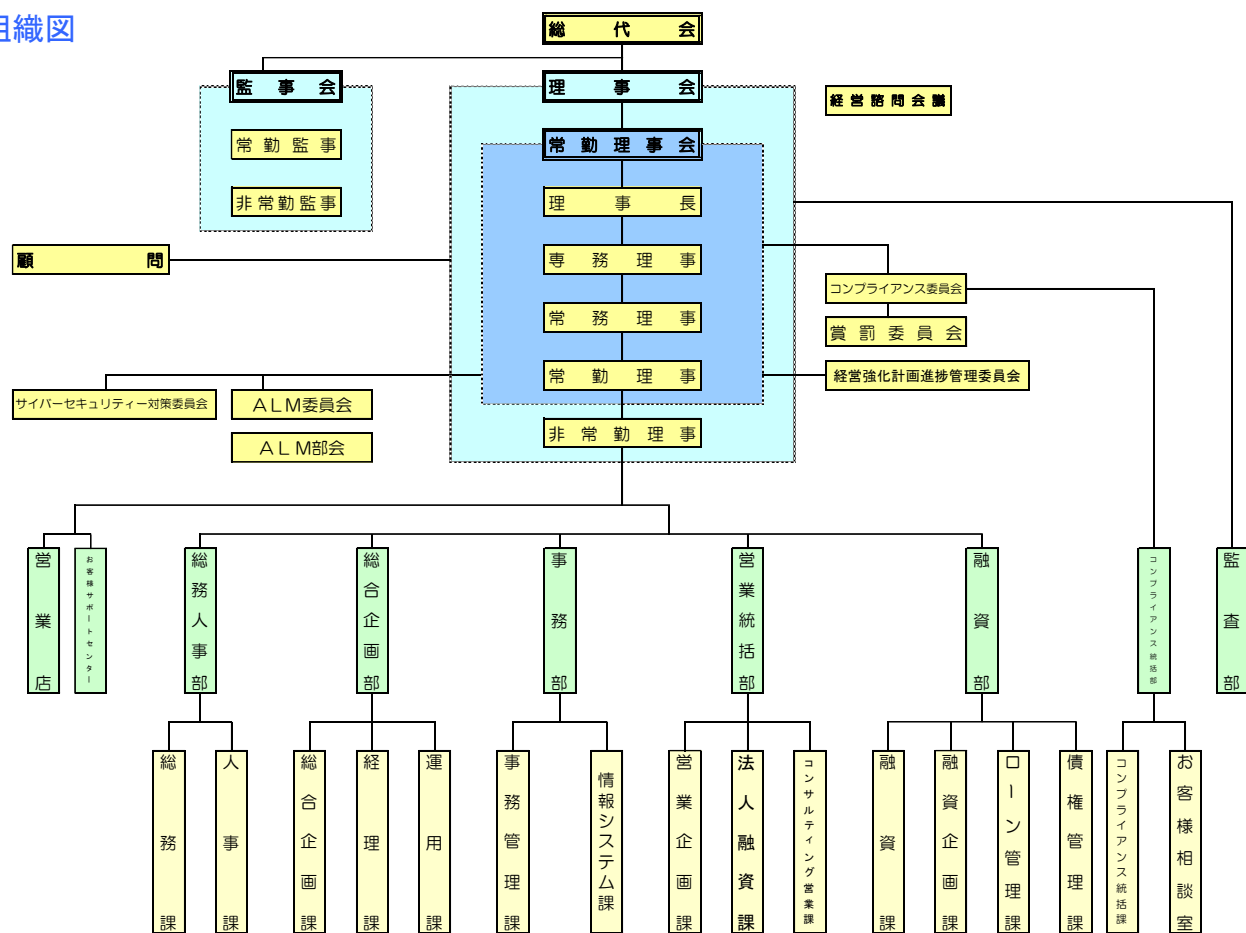 組織図
総代会
監事会
理事会
経営諮問会議
常勤監事
常勤理事会
非常勤監事
理事長
顧問
専務理事
コンプライアンス委員会
常務理事
賞罰委員会
サイバーセキュリティー対策委員会
ALM委員会
常勤理事
経営強化計画進捗管理委員会
ALM部会
非常勤理事
営業店
お客様サポートセンター
総務人事部
総合企画部
事務部
営業統括部
融資部
コンプライアンス統括部
監査部
総務課
人事課
総合企画課
経理課
運用課
事務管理課
情報システム課
営業企画課
法人融資課
コンサルティング営業課
融資課
融資企画課
ローン管理課
債権管理課
コンプライアンス統括課
お客様相談室